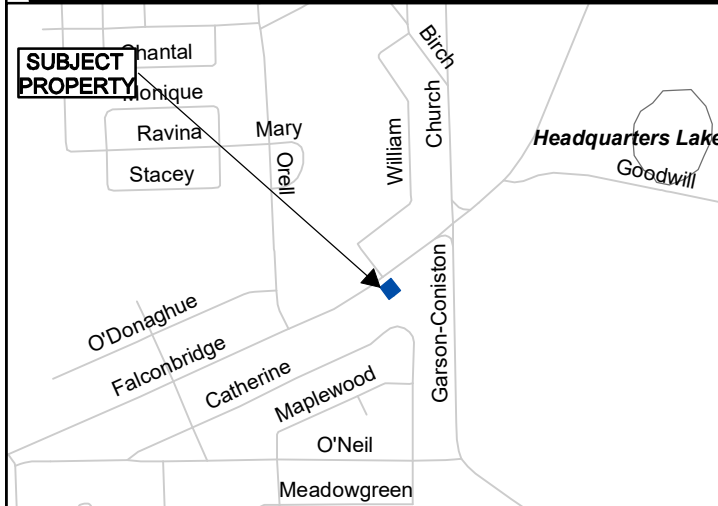 Chantal
SUBJECT
PROPERTY
Monique
Ravina
Stacey
Mary
Orell
William
Church
Birch
Headquarters Lake
Goodwill
O'Donaghue
Falconbridge
Catherine
Maplewood
Garson-Coniston
O'Neil
Meadowgreen